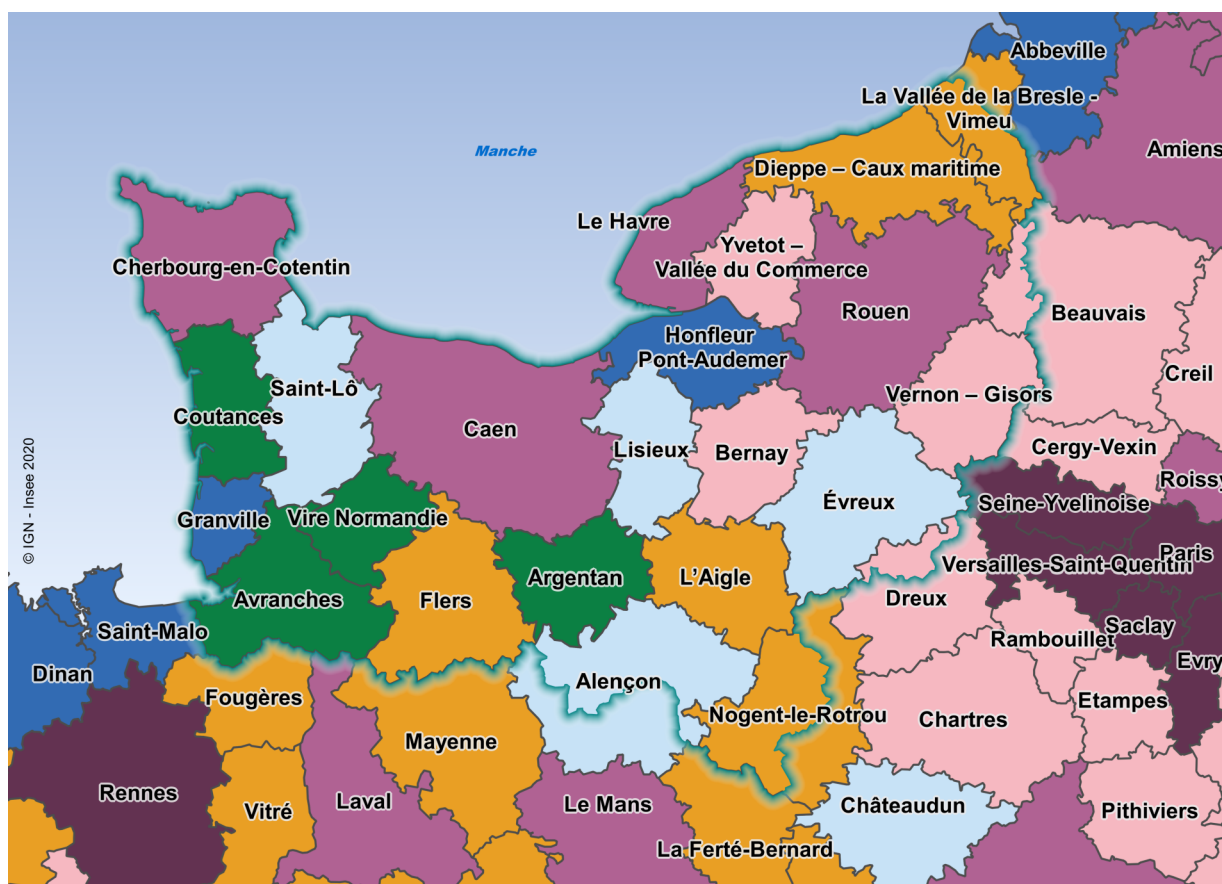 Abbeville
La Vallée de la Bresle -
Vimeu
Amiens
Manche
Dieppe – Caux maritime
Le Havre
Yvetot –
Vallée du Commerce
Cherbourg-en-Cotentin
Rouen
Beauvais
Honfleur
Pont-Audemer
Creil
Saint-Lô
Vernon – Gisors
Coutances
Caen
Lisieux
Bernay
Cergy-Vexin
Roissy
Évreux
Seine-Yvelinoise
Granville
Vire Normandie
Paris
Versailles-Saint-Quentin
Argentan
L'Aigle
Avranches
Flers
Dreux
Saclay
Saint-Malo
Rambouillet
Evry
Dinan
Alençon
Fougères
Nogent-le-Rotrou
Chartres
Etampes
Mayenne
Rennes
Laval
Le Mans
Châteaudun
Pithiviers
Vitré
La Ferté-Bernard
© IGN - Insee 2020